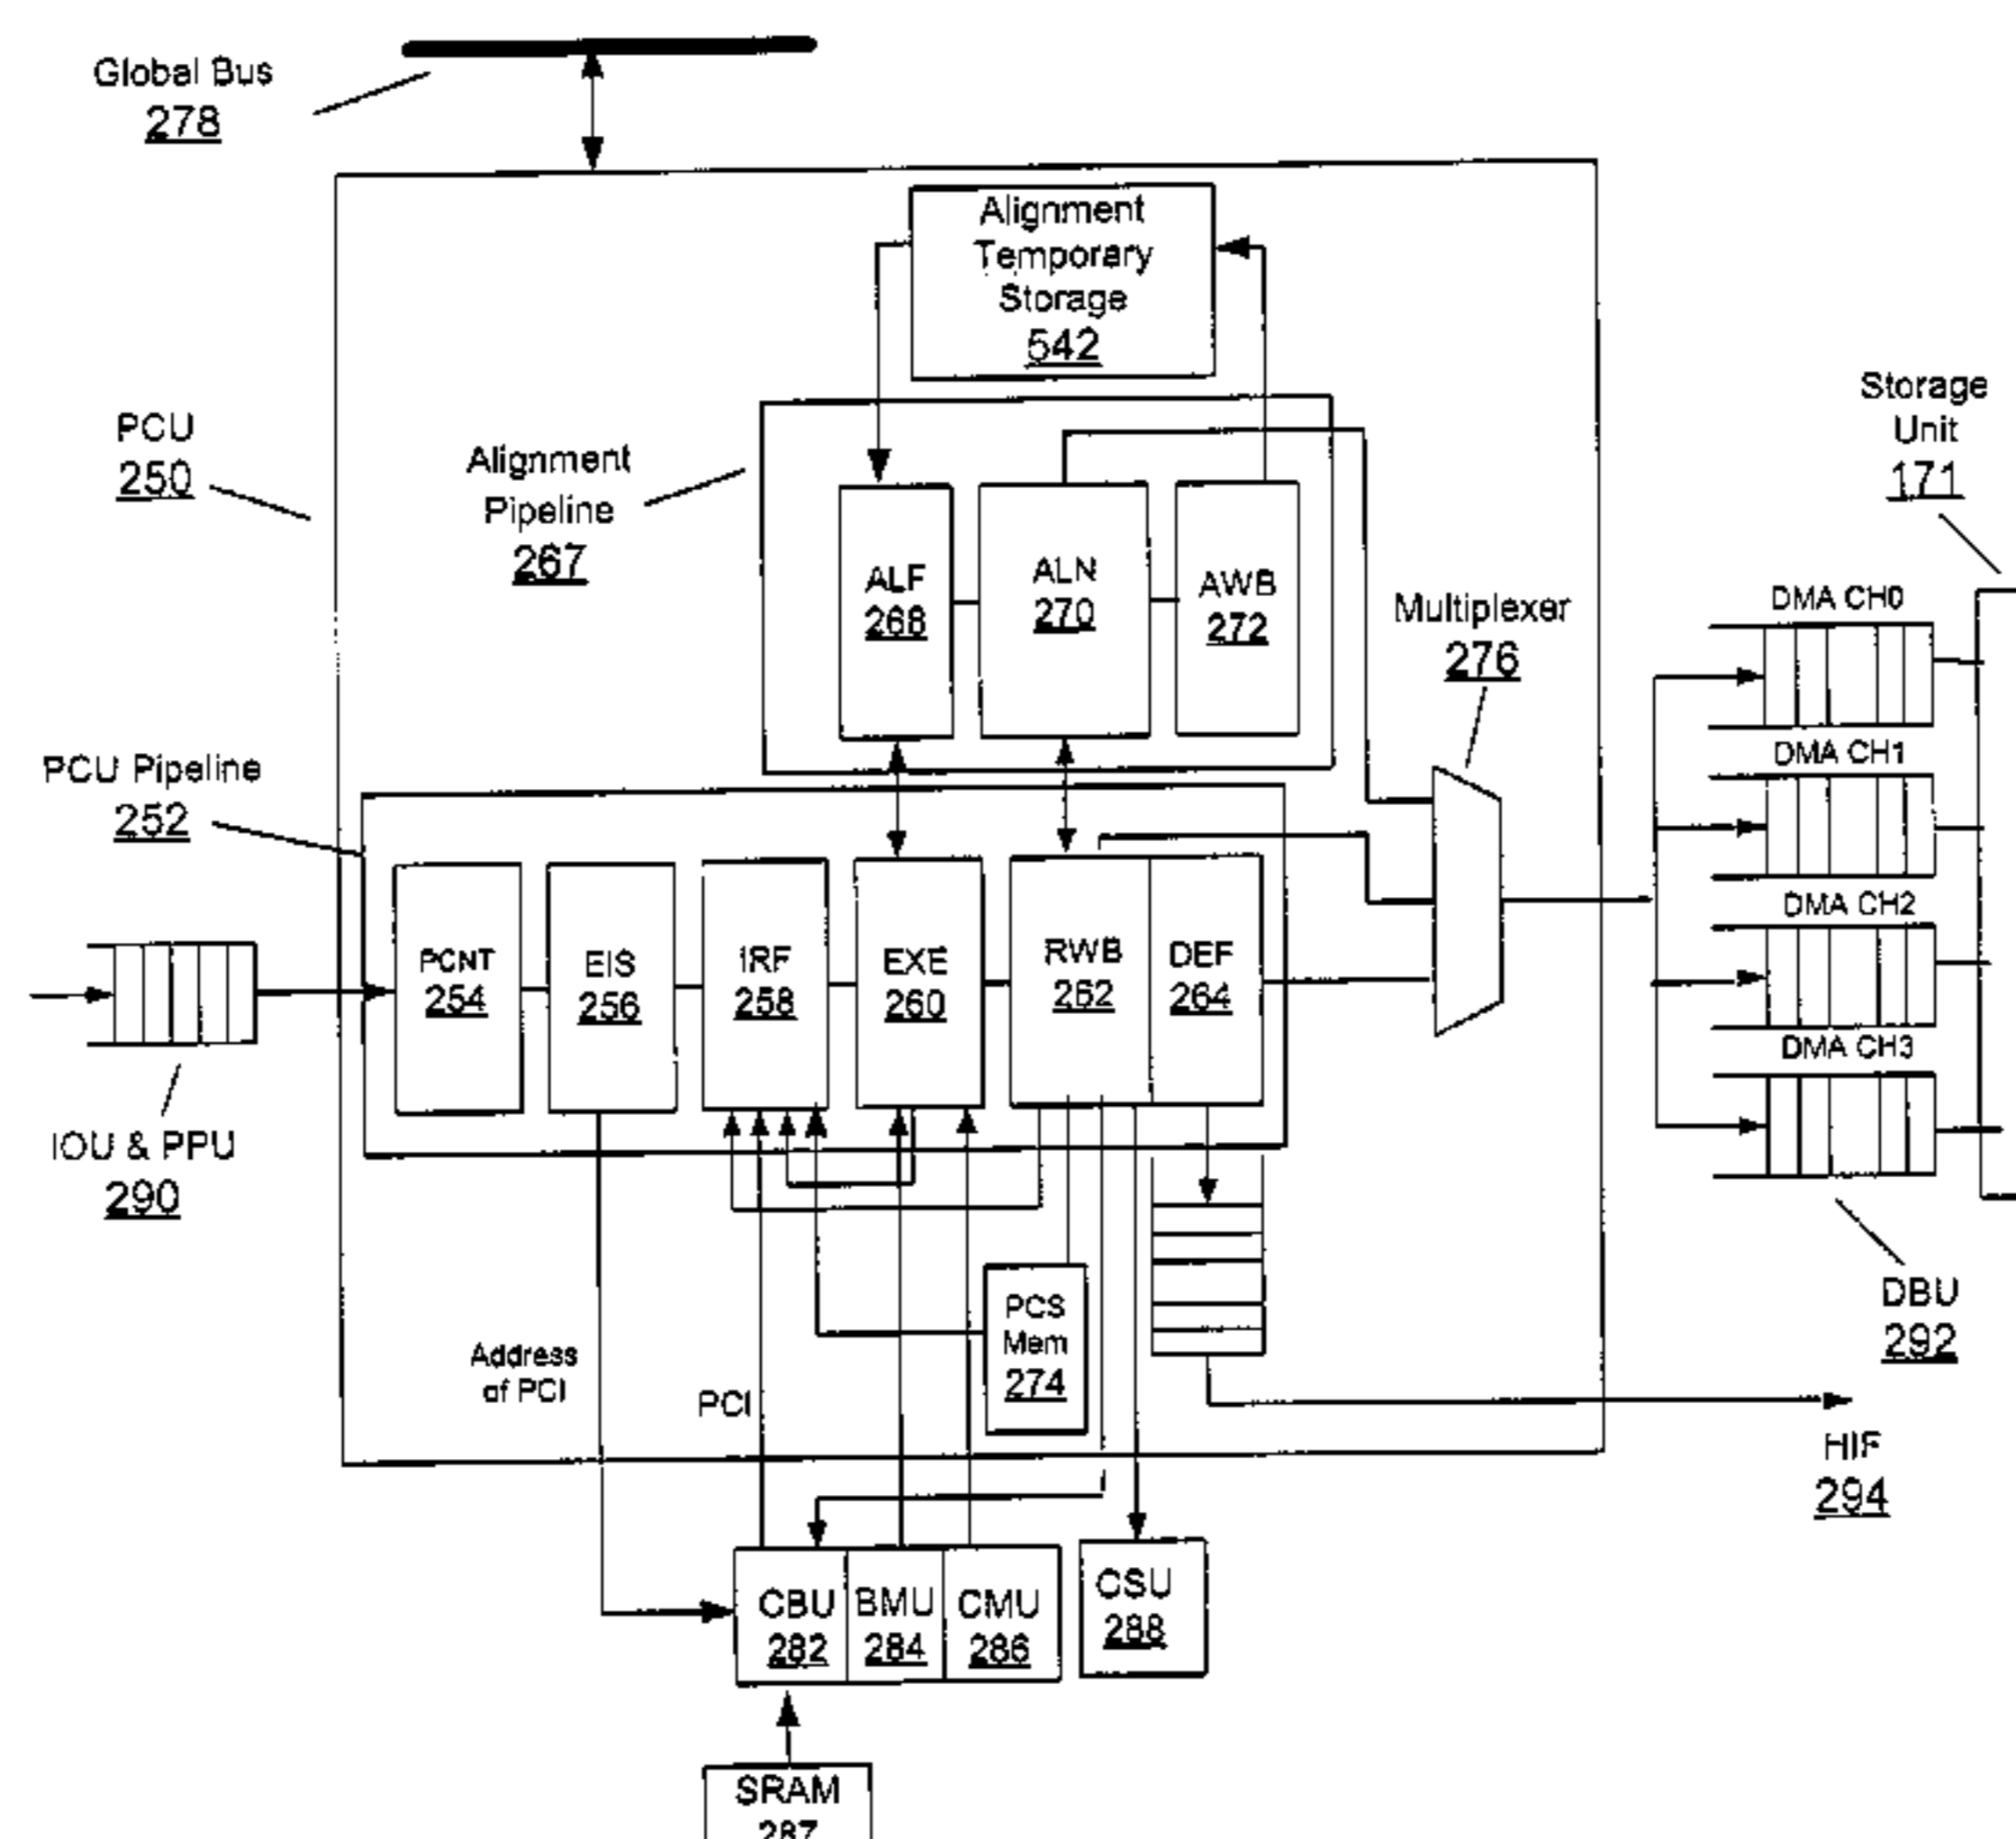 Global Bus
278
Alignment
Temporary
Storage
542
Storage
Unit
171
PCU
250
Alignment
Pipeline
267
ALF
268
ALN
270
AWB
272
Multiplexer
276
DMA CH0
DMA CH1
DMA CH2
DMA CH3
PCU Pipeline
252
PCNT
254
EIS
256
IRF
258
EXE
260
RWB
262
DEF
264
IOU & PPU
290
DBU
292
PCS
Mem
274
Address
of PCI
PCI
HIF
294
CBU
282
BMU
284
CMU
286
CSU
288
SRAM
287